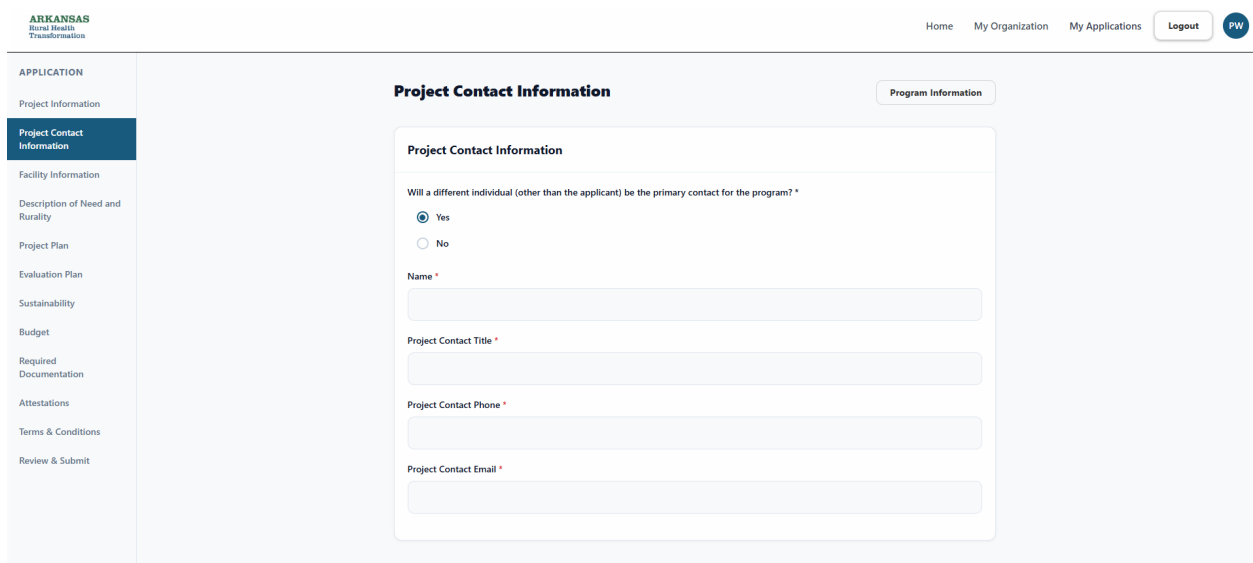 ARKANSAS
Rural Health
Transformation
Home
My Organization
My Applications
Logout
PW
APPLICATION
Project Information
Project Contact
Information
Facility Information
Description of Need and
Rurality
Project Plan
Evaluation Plan
Sustainability
Budget
Required
Documentation
Attestations
Terms & Conditions
Review & Submit
Project Contact Information
Program Information
Project Contact Information
Will a different individual (other than the applicant) be the primary contact for the program? *
Yes
No
Name *
Project Contact Title *
Project Contact Phone *
Project Contact Email *